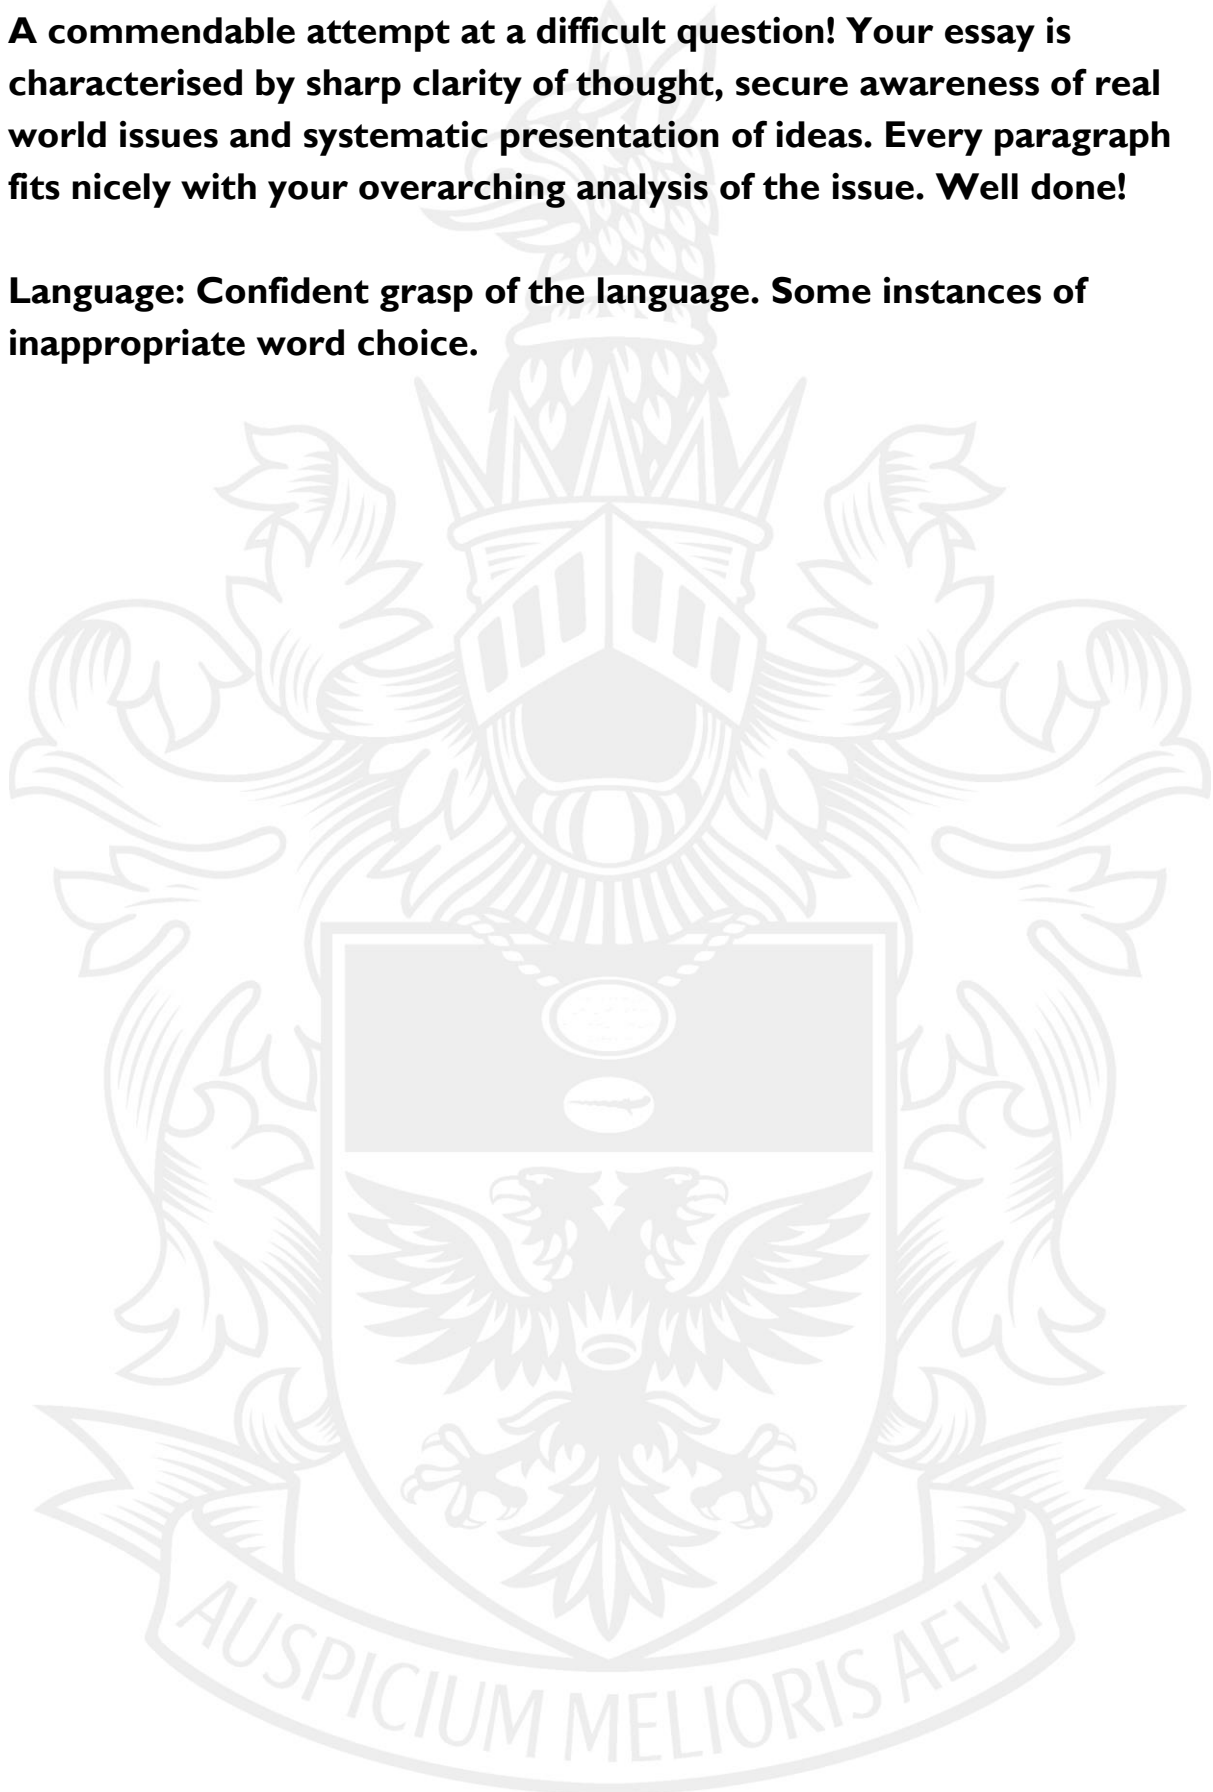 A commendable attempt at a difficult question! Your essay is
characterised by sharp clarity of thought, secure awareness of real
world issues and systematic presentation of ideas. Every paragraph
fits nicely with your overarching analysis of the issue. Well done!
Language: Confident grasp of the language. Some instances of
inappropriate word choice.
AUSPICIUM MELIORIS AEVI